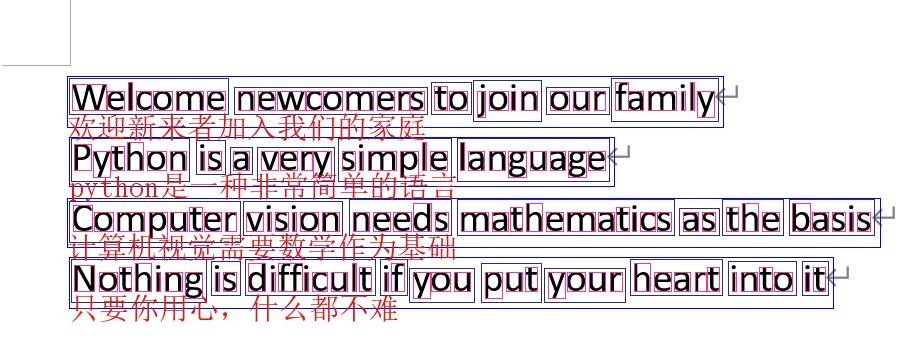 Welcome newcomers to join our family
欢迎新来者加入我们的家庭
Python is a very simple language
python是一种非常简单的语言
Computer vision needs mathematics as the basis
计算机视觉需要数学作为基础
Nothing is difficult if you put your heart into it
只要你用心，什么都不难